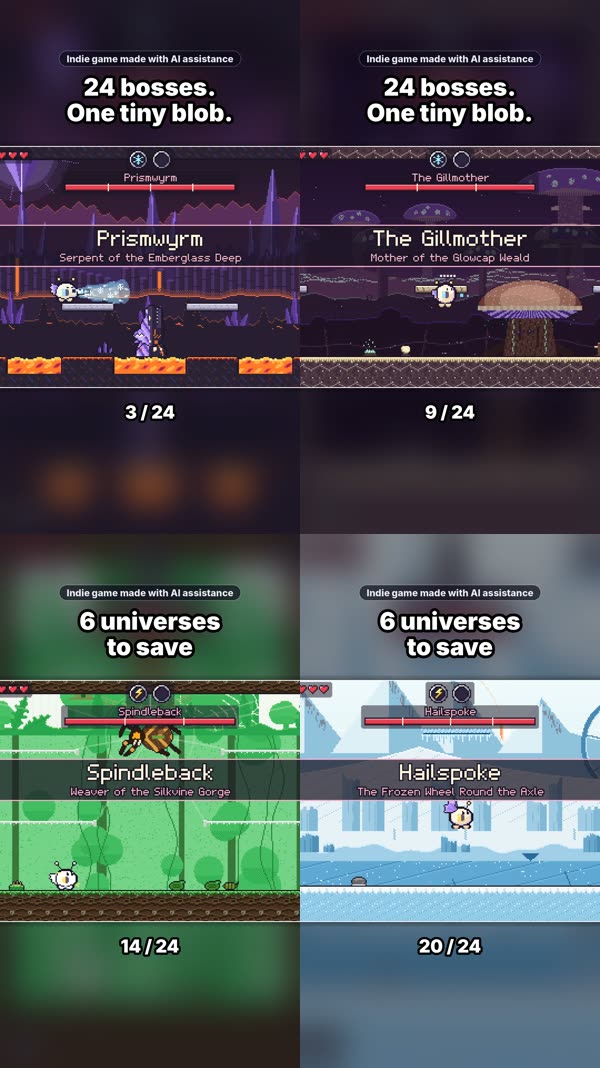 Indie game made with AI assistance
24 bosses.
One tiny blob.
Prismwyrm
Prismwyrm
Serpent of the Emberglass Deep
3 / 24
Indie game made with AI assistance
24 bosses.
One tiny blob.
The Gillmother
The Gillmother
Mother of the Glowcap Weald
9 / 24
Indie game made with AI assistance
6 universes
to save
Spindleback
Spindleback
Weaver of the Silkvine Gorge
14 / 24
Indie game made with AI assistance
6 universes
to save
Hailspoke
Hailspoke
The Frozen Wheel Round the Axle
20 / 24